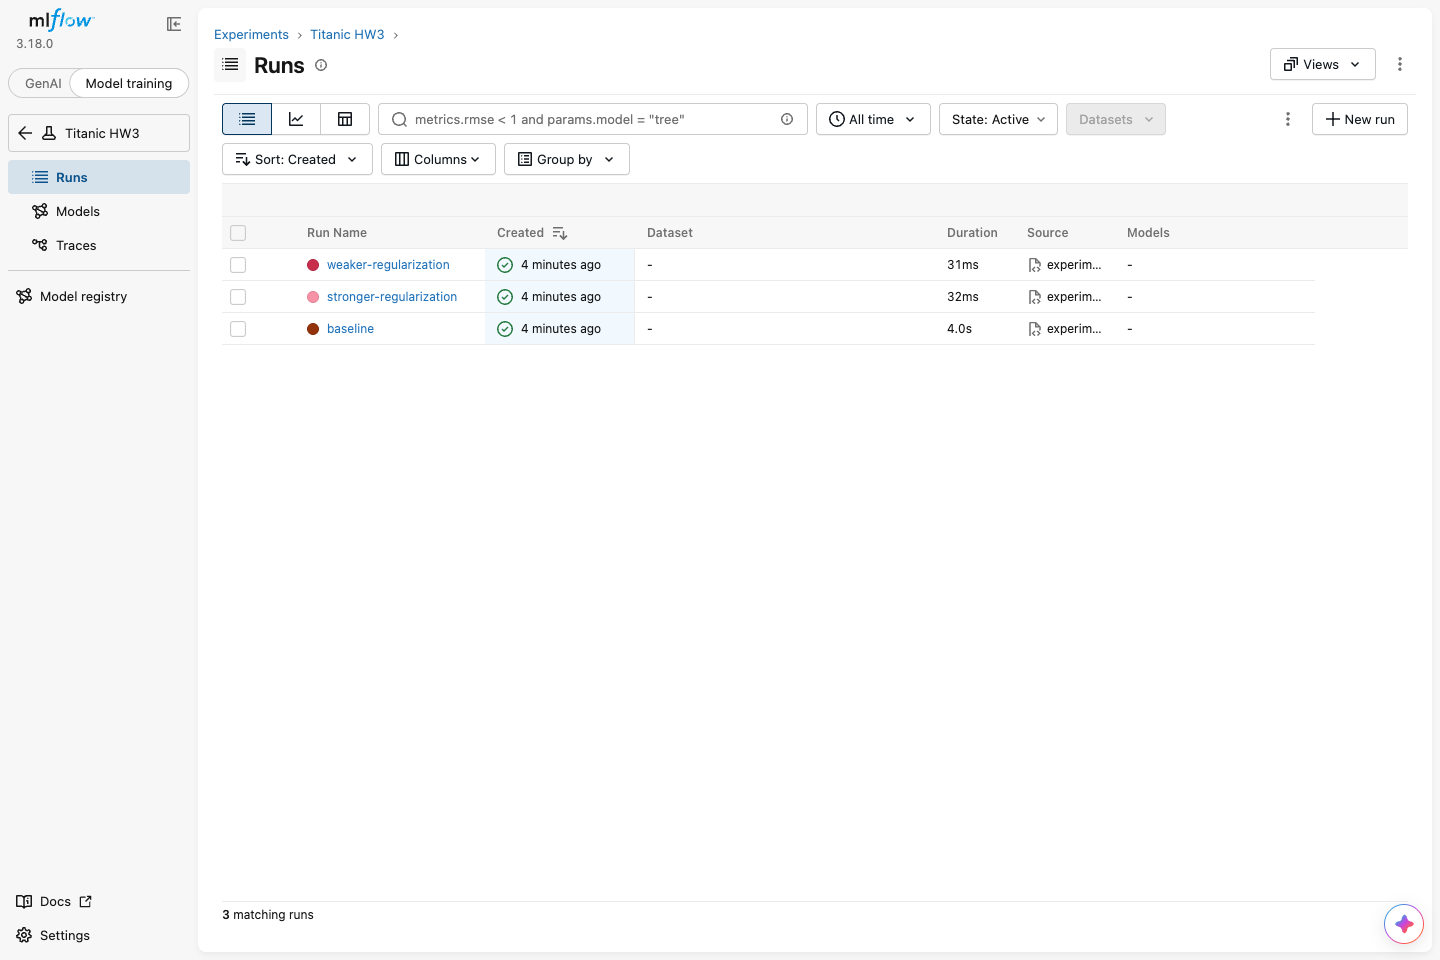 mlflow
3.18.0
GenAI
Model training
Titanic HW3
Runs
Models
Traces
Model registry
Docs
Settings
Experiments › Titanic HW3 ›
Runs
Views
metrics.rmse < 1 and params.model = "tree"
All time
State: Active
Datasets
New run
Sort: Created
Columns
Group by
Run Name Created Dataset Duration Source Models
weaker-regularization 4 minutes ago - 31ms experim... -
stronger-regularization 4 minutes ago - 32ms experim... -
baseline 4 minutes ago - 4.0s experim... -
3 matching runs